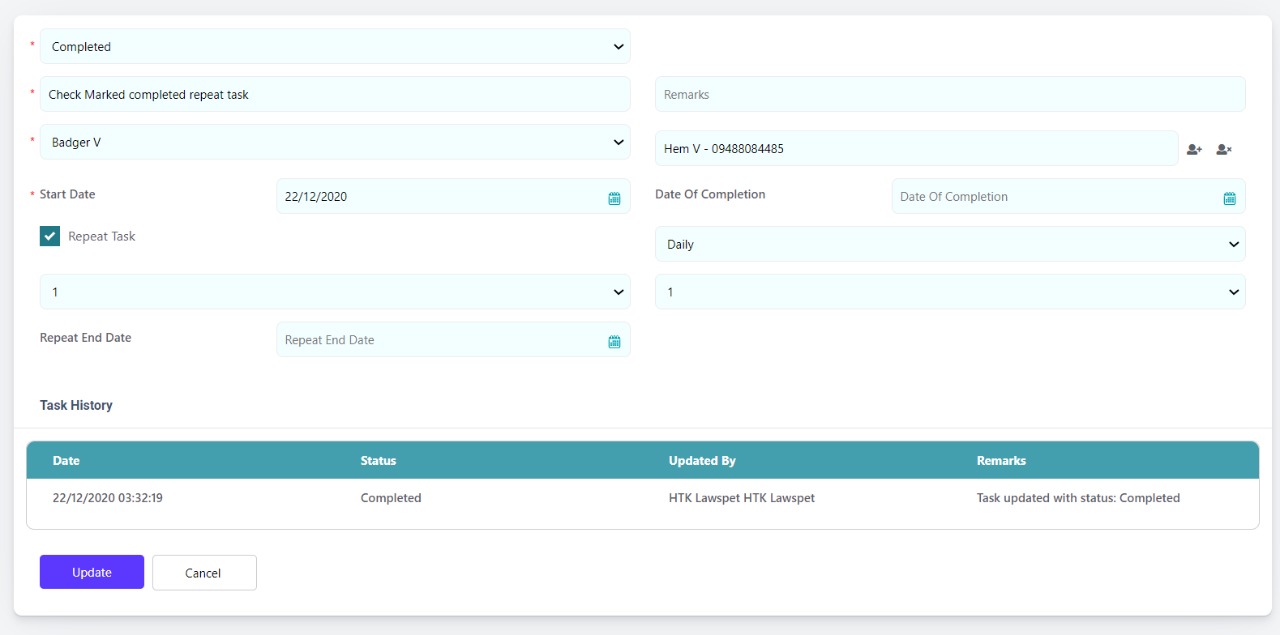 * Completed
* Check Marked completed repeat task
Remarks
* Badger V
Hem V - 09488084485
* Start Date 22/12/2020
Date Of Completion Date Of Completion
Repeat Task
Daily
1
1
Repeat End Date Repeat End Date
Task History
Date Status Updated By Remarks
22/12/2020 03:32:19 Completed HTK Lawspet HTK Lawspet Task updated with status: Completed
Update Cancel